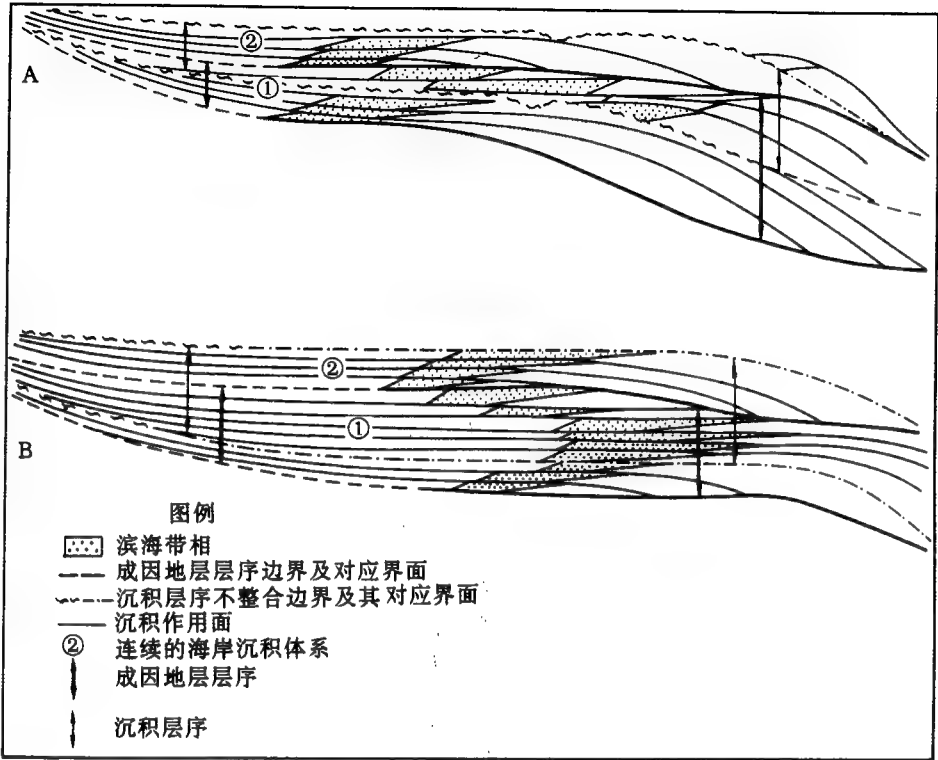 ②
A
①
②
①
B
图例
滨海带相
成因地层层序边界及对应界面
沉积层序不整合边界及其对应界面
沉积作用面
② 连续的海岸沉积体系
成因地层层序
沉积层序